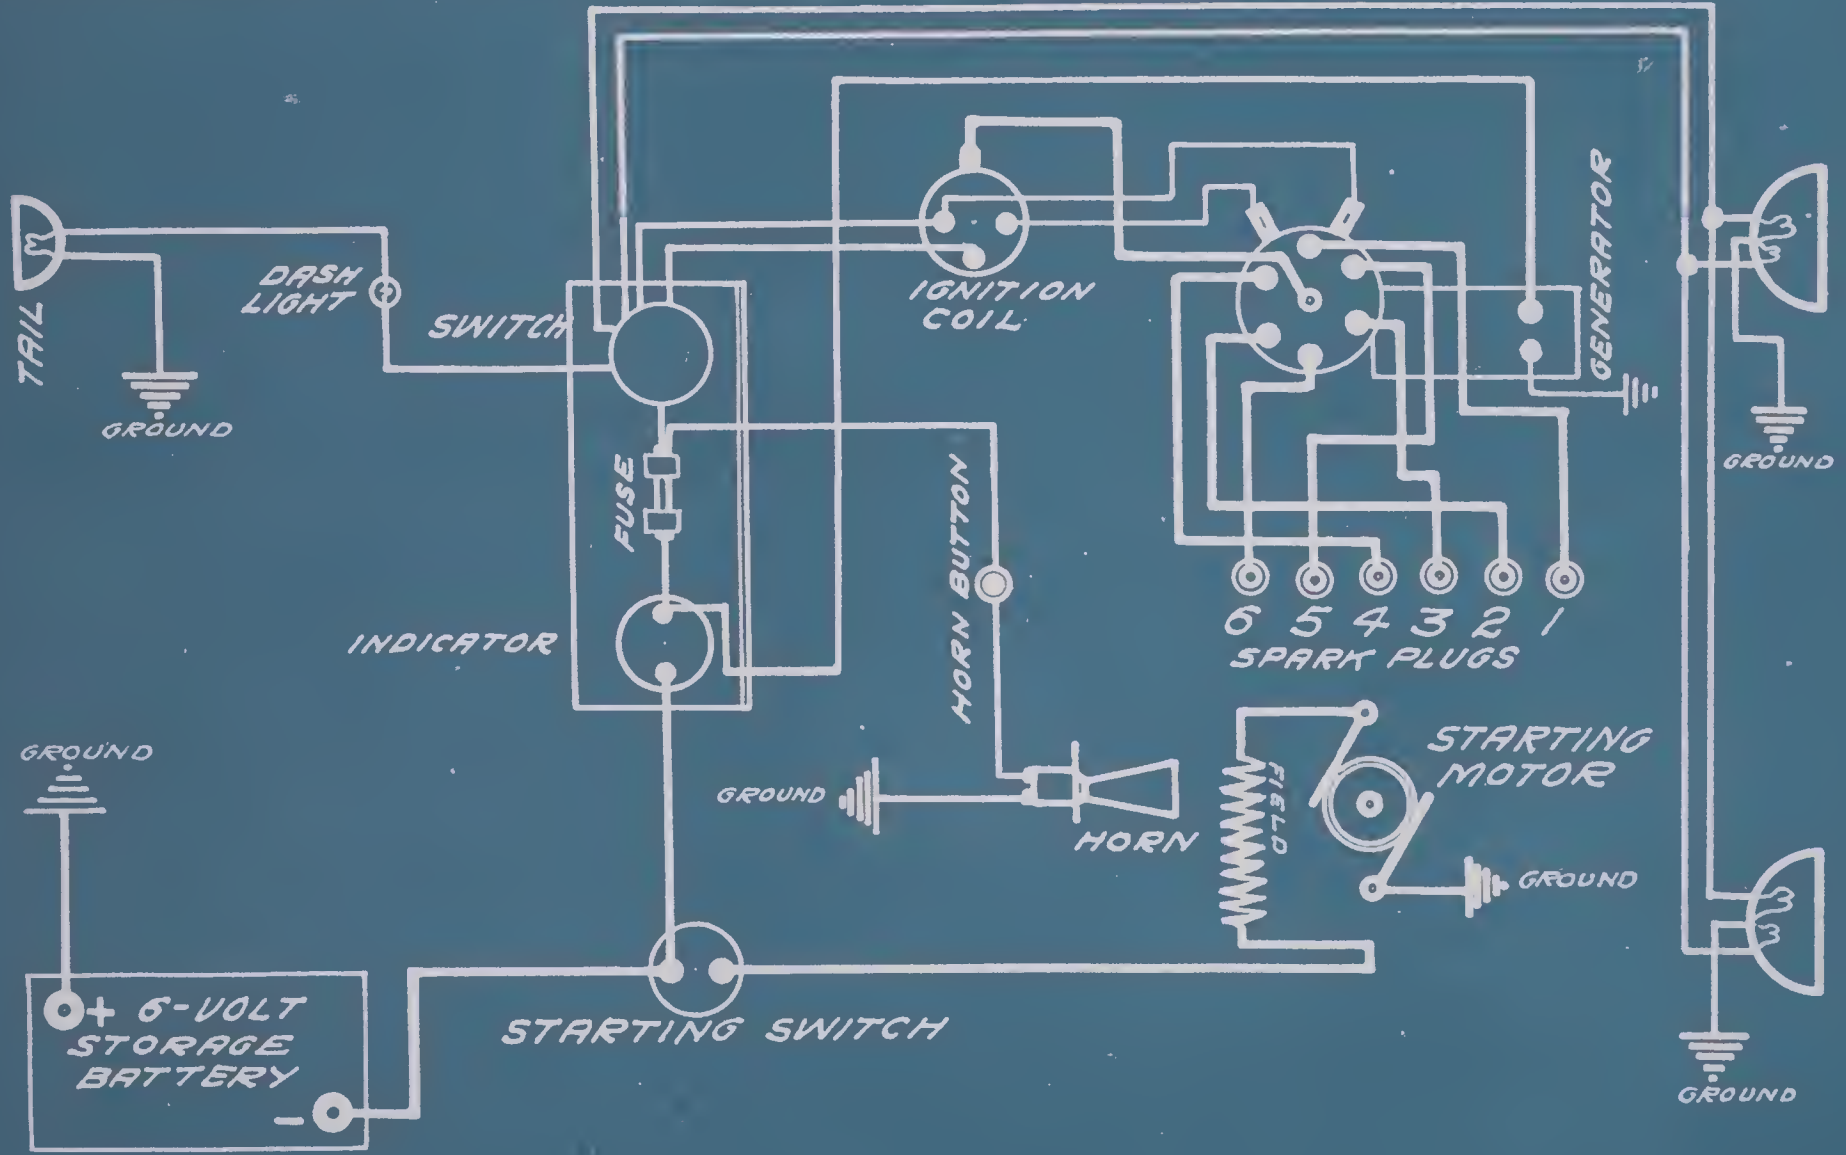 TAIL
DASH
LIGHT
GROUND
SWITCH
IGNITION
COIL
GENERATOR
GROUND
FUSE
HORN BUTTON
INDICATOR
6 5 4 3 2 1
SPARK PLUGS
GROUND
GROUND
HORN
FIELD
STARTING
MOTOR
GROUND
+ 6-VOLT
STORAGE
BATTERY
-
STARTING SWITCH
GROUND